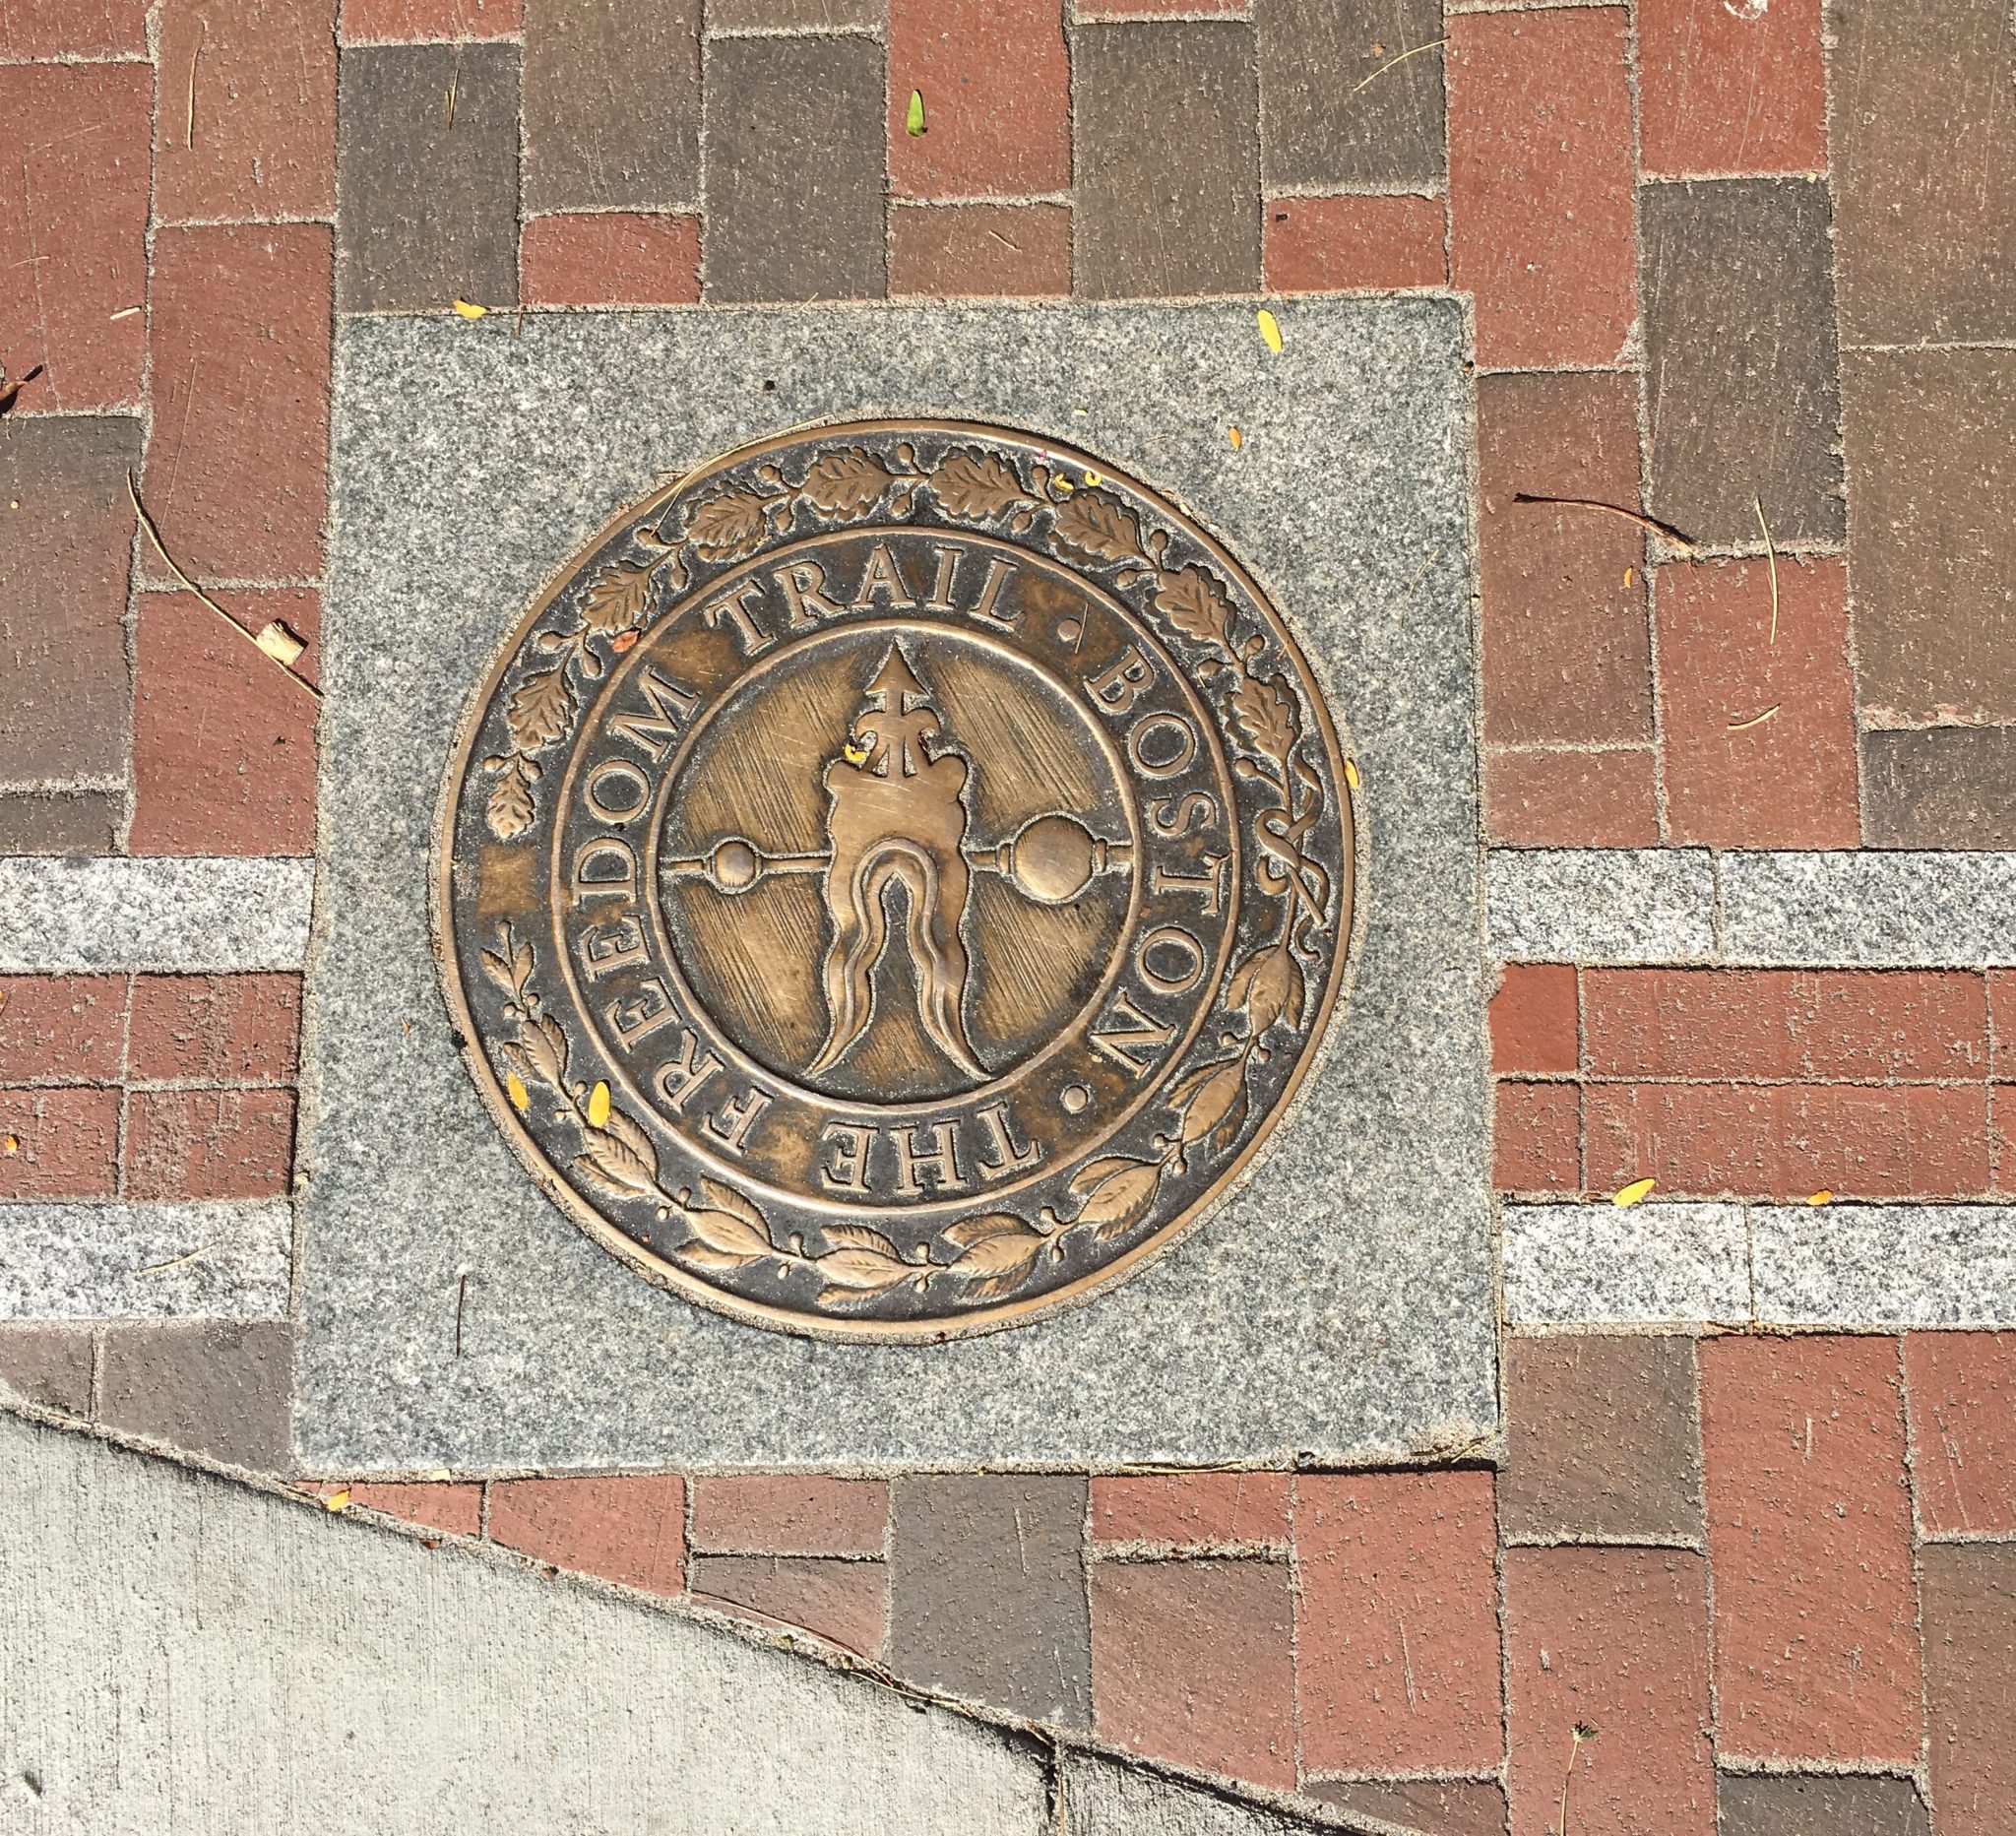 THE FREEDOM TRAIL · BOSTON ·